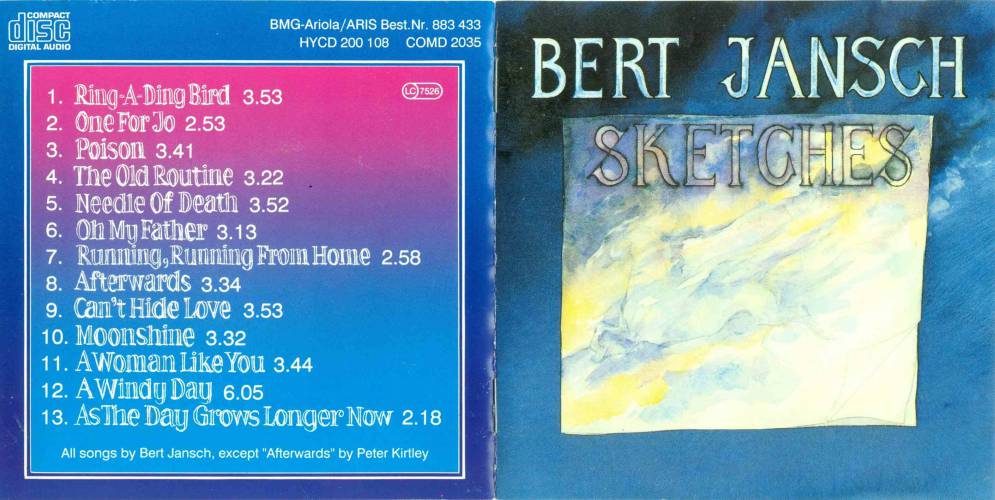 COMPACT
disc
DIGITAL AUDIO
BMG-Ariola/ARIS Best.Nr. 883 433
HYCD 200 108 COMD 2035
LC 7526
1. Ring-A-Ding Bird 3.53
2. One For Jo 2.53
3. Poison 3.41
4. The Old Routine 3.22
5. Needle Of Death 3.52
6. Oh My Father 3.13
7. Running, Running From Home 2.58
8. Afterwards 3.34
9. Can't Hide Love 3.53
10. Moonshine 3.32
11. A Woman Like You 3.44
12. A Windy Day 6.05
13. As The Day Grows Longer Now 2.18
All songs by Bert Jansch, except "Afterwards" by Peter Kirtley
BERT JANSCH
SKETCHES